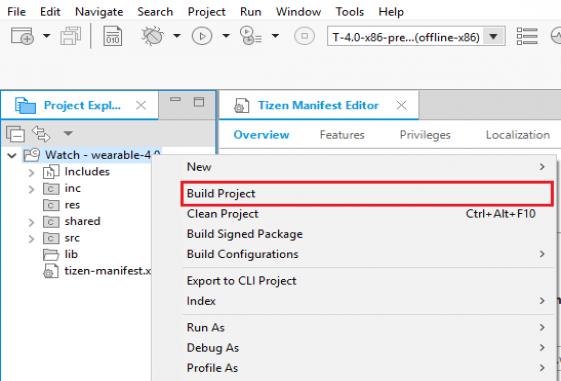 File Edit Navigate Search Project Run Window Tools Help
010
T-4.0-x86-pre...(offline-x86)
Project Expl...
Tizen Manifest Editor
Overview Features Privileges Localization
Watch - wearable-4.0
Includes
inc
res
shared
src
lib
tizen-manifest.x
New
Build Project
Clean Project Ctrl+Alt+F10
Build Signed Package
Build Configurations
Export to CLI Project
Index
Run As
Debug As
Profile As